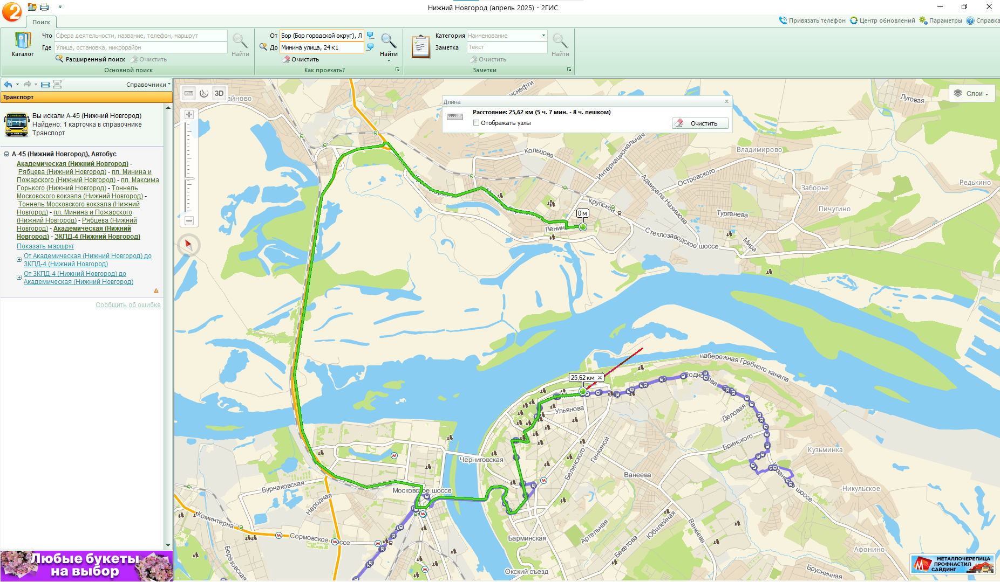 Нижний Новгород (апрель 2025) - 2ГИС
Поиск
Привязать телефон
Центр обновлений
Параметры
Справка
Каталог
Что
Сфера деятельности, название, телефон, маршрут
Где
Улица, остановка, микрорайон
Найти
Расширенный поиск
Очистить
Основной поиск
От
Бор (Бор городской округ), Л
До
Минина улица, 24 к1
Найти
Очистить
Как проехать?
Категория
Наименование
Заметка
Текст
Найти
Очистить
Заметки
Справочники
Транспорт
Вы искали А-45 (Нижний Новгород)
Найдено: 1 карточка в справочнике
Транспорт
А-45 (Нижний Новгород), Автобус
Академическая (Нижний Новгород) -
Рябцева (Нижний Новгород) - пл. Минина и
Пожарского (Нижний Новгород) - пл. Максима
Горького (Нижний Новгород) - Тоннель
Московского вокзала (Нижний Новгород) -
Тоннель Московского вокзала (Нижний
Новгород) - пл. Минина и Пожарского
(Нижний Новгород) - Рябцева (Нижний
Новгород) - Академическая (Нижний
Новгород) - ЗКПД-4 (Нижний Новгород)
Показать маршрут
От Академическая (Нижний Новгород) до
ЗКПД-4 (Нижний Новгород)
От ЗКПД-4 (Нижний Новгород) до
Академическая (Нижний Новгород)
Сообщить об ошибке
Любые букеты
на выбор
3D
Слои
Длина
Расстояние: 25,62 км (5 ч. 7 мин. - 8 ч. пешком)
Отображать узлы
Очистить
айново
Луговая
Кольцова
Интернациональная
Владимирово
Островского
Адмирала Нахимова
Заборье
Редькино
Пичугино
Крупской
Тургенева
0 м
Ленин
Стеклозаводское шоссе
Мира
набережная Гребного канала
25,62 км
Ульянова
Деловая
Бринского
Кузьминка
Черниговская
Белинского
Генкиной
Ванеева
Никульское
Бурнаковская
Московское шоссе
Народная
Коминтерна
Сормовское шоссе
Берёзовская
Барминская
Артельная
Бекетова
Юбилейная
Ванеева
Афонино
Окский съезд
Брусничная
МЕТАЛЛОЧЕРЕПИЦА
ПРОФНАСТИЛ
САЙДИНГ